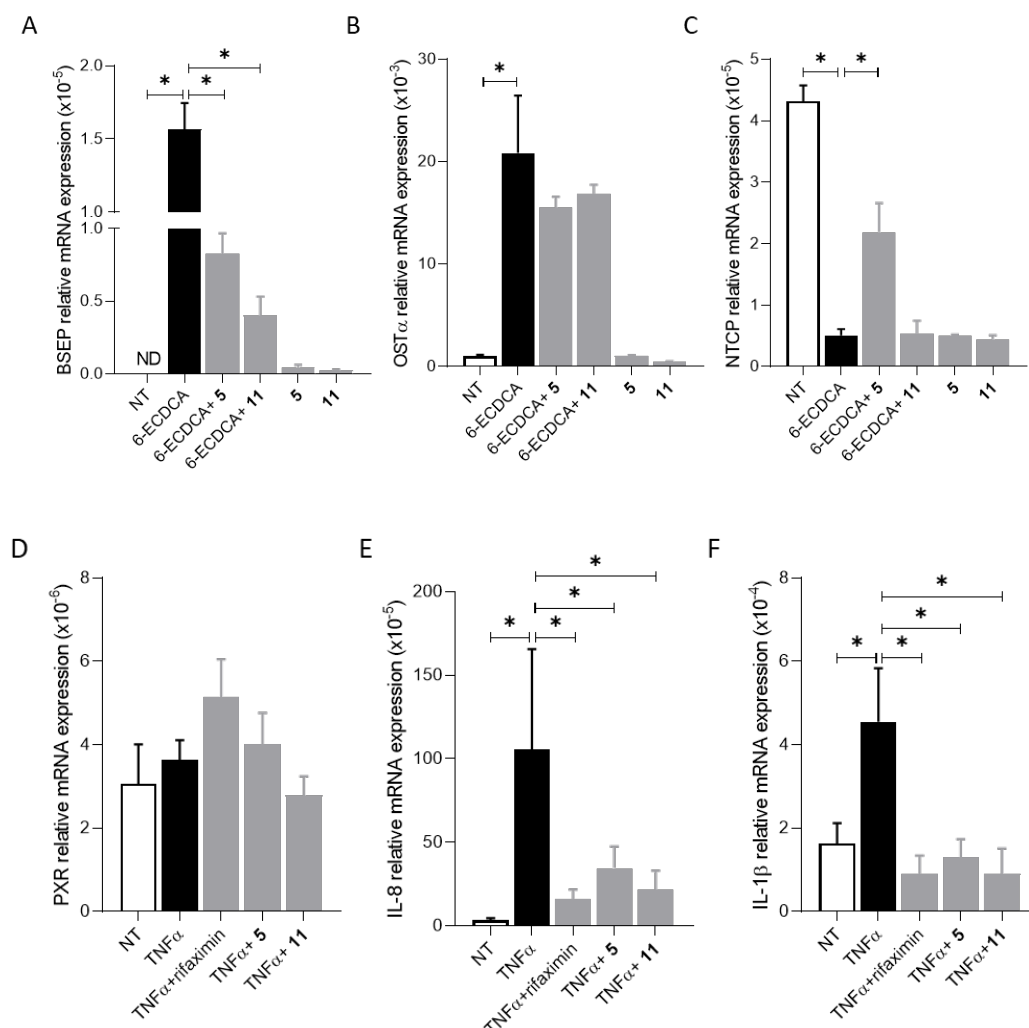 A
BSEP relative mRNA expression (x10⁻⁵)
2.0
1.5
1.0
1.0
0.5
0.0
* * *
ND
NT
6-ECDCA
6-ECDCA+ 5
6-ECDCA+ 11
5
11
B
OSTα relative mRNA expression (x10⁻³)
30
20
10
0
*
NT
6-ECDCA
6-ECDCA+ 5
6-ECDCA+ 11
5
11
C
NTCP relative mRNA expression (x10⁻⁵)
5
4
3
2
1
0
* *
NT
6-ECDCA
6-ECDCA+ 5
6-ECDCA+ 11
5
11
D
PXR relative mRNA expression (x10⁻⁶)
8
6
4
2
0
NT
TNFα
TNFα+rifaximin
TNFα+ 5
TNFα+ 11
E
IL-8 relative mRNA expression (x10⁻⁵)
200
150
100
50
0
* * * *
NT
TNFα
TNFα+rifaximin
TNFα+ 5
TNFα+ 11
F
IL-1β relative mRNA expression (x10⁻⁴)
8
6
4
2
0
* * * *
NT
TNFα
TNFα+rifaximin
TNFα+ 5
TNFα+ 11